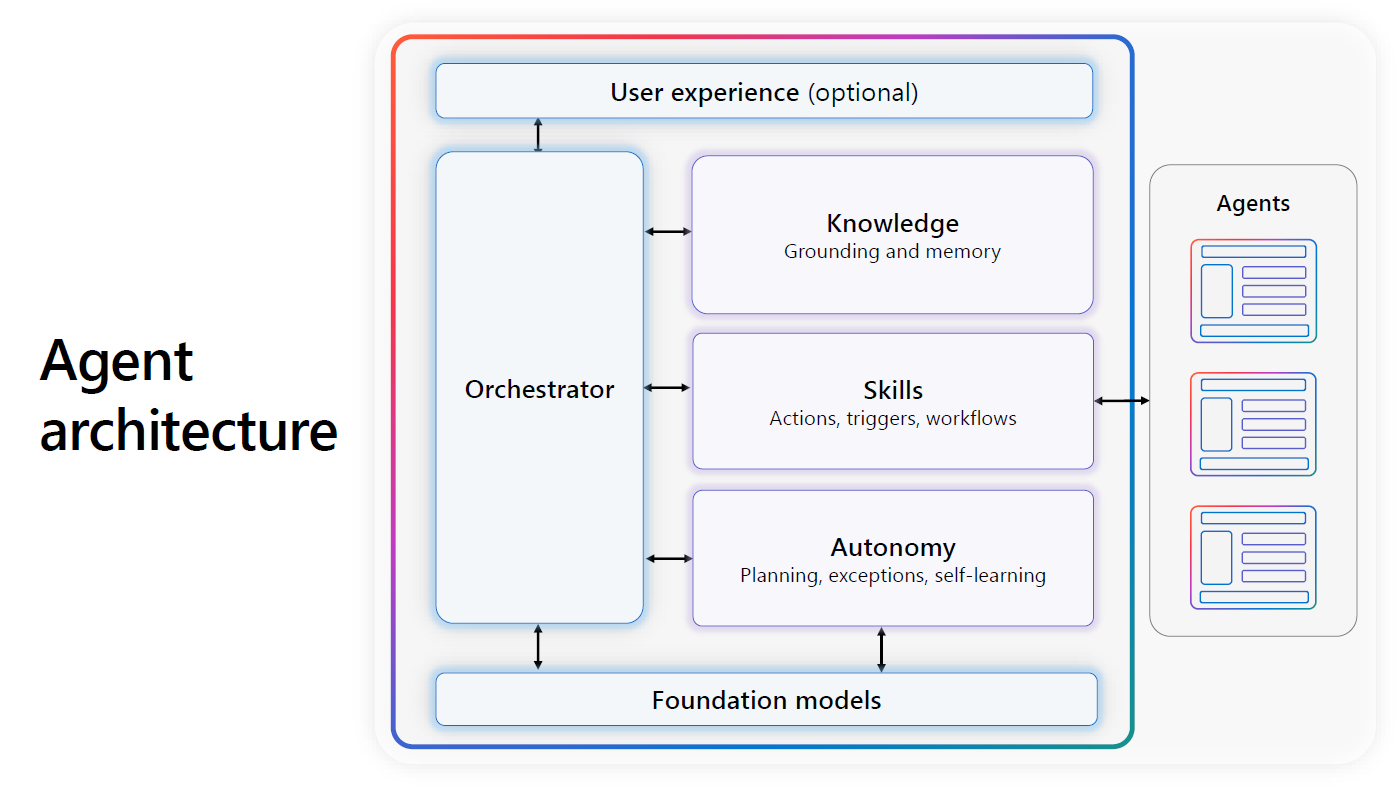 Agent
architecture
User experience (optional)
Orchestrator
Knowledge
Grounding and memory
Skills
Actions, triggers, workflows
Autonomy
Planning, exceptions, self-learning
Foundation models
Agents